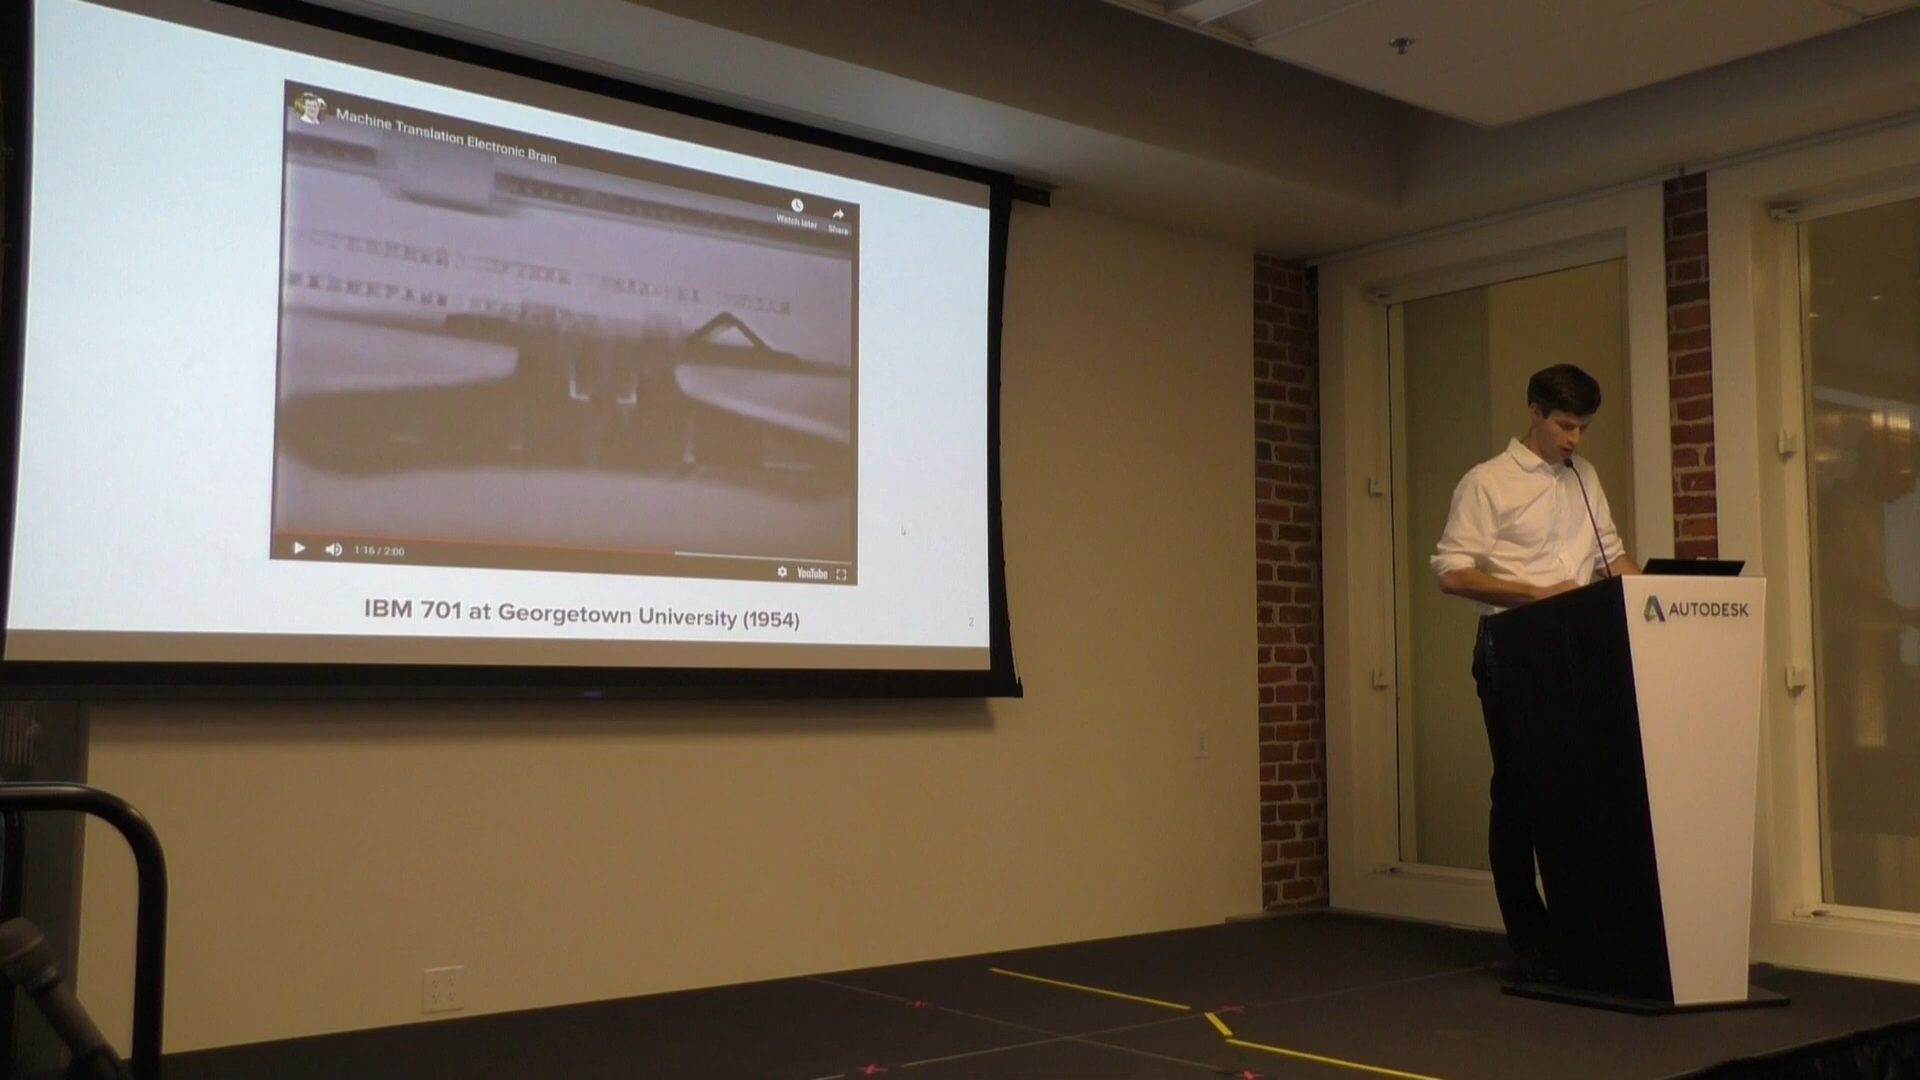 Machine Translation Electronic Brain
Watch later
Share
1:16 / 2:00
YouTube
IBM 701 at Georgetown University (1954)
2
AUTODESK